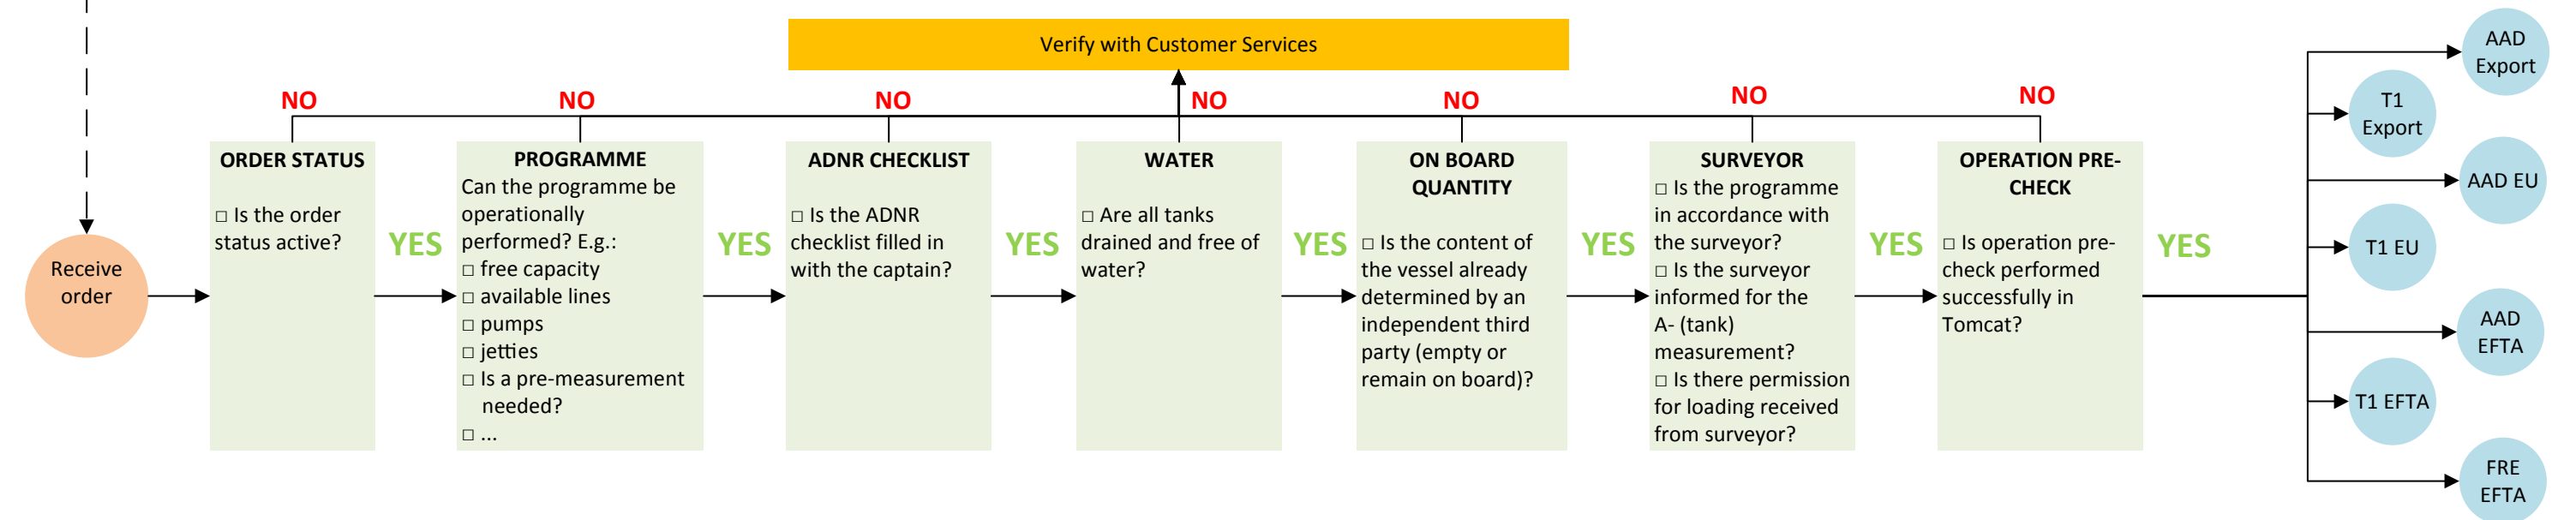 Verify with Customer Services
NO
NO
NO
NO
NO
NO
NO
Receive
order
ORDER STATUS
□ Is the order
status active?
YES
PROGRAMME
Can the programme be
operationally
performed? E.g.:
□ free capacity
□ available lines
□ pumps
□ jetties
□ Is a pre-measurement
needed?
□ ...
YES
ADNR CHECKLIST
□ Is the ADNR
checklist filled in
with the captain?
YES
WATER
□ Are all tanks
drained and free of
water?
YES
ON BOARD
QUANTITY
□ Is the content of
the vessel already
determined by an
independent third
party (empty or
remain on board)?
YES
SURVEYOR
□ Is the programme
in accordance with
the surveyor?
□ Is the surveyor
informed for the
A- (tank)
measurement?
□ Is there permission
for loading received
from surveyor?
YES
OPERATION PRE-
CHECK
□ Is operation pre-
check performed
successfully in
Tomcat?
YES
AAD
Export
T1
Export
AAD EU
T1 EU
AAD
EFTA
T1 EFTA
FRE
EFTA